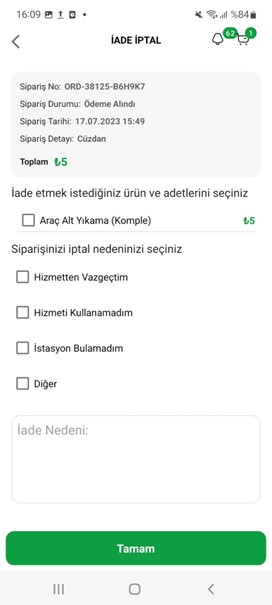 16:09
%84
İADE İPTAL
62
1
Sipariş No: ORD-38125-B6H9K7
Sipariş Durumu: Ödeme Alındı
Sipariş Tarihi: 17.07.2023 15:49
Sipariş Detayı: Cüzdan
Toplam ₺5
İade etmek istediğiniz ürün ve adetlerini seçiniz
Araç Alt Yıkama (Komple) ₺5
Siparişinizi iptal nedeninizi seçiniz
Hizmetten Vazgeçtim
Hizmeti Kullanamadım
İstasyon Bulamadım
Diğer
İade Nedeni:
Tamam